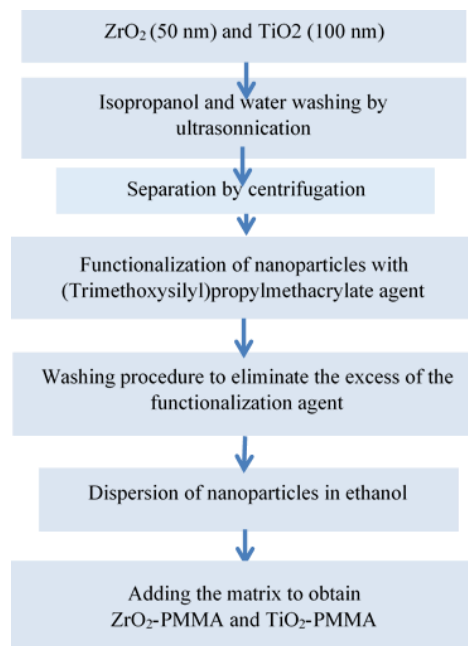 ZrO₂ (50 nm) and TiO2 (100 nm)
Isopropanol and water washing by
ultrasonnication
Separation by centrifugation
Functionalization of nanoparticles with
(Trimethoxysilyl)propylmethacrylate agent
Washing procedure to eliminate the excess of the
functionalization agent
Dispersion of nanoparticles in ethanol
Adding the matrix to obtain
ZrO₂-PMMA and TiO₂-PMMA